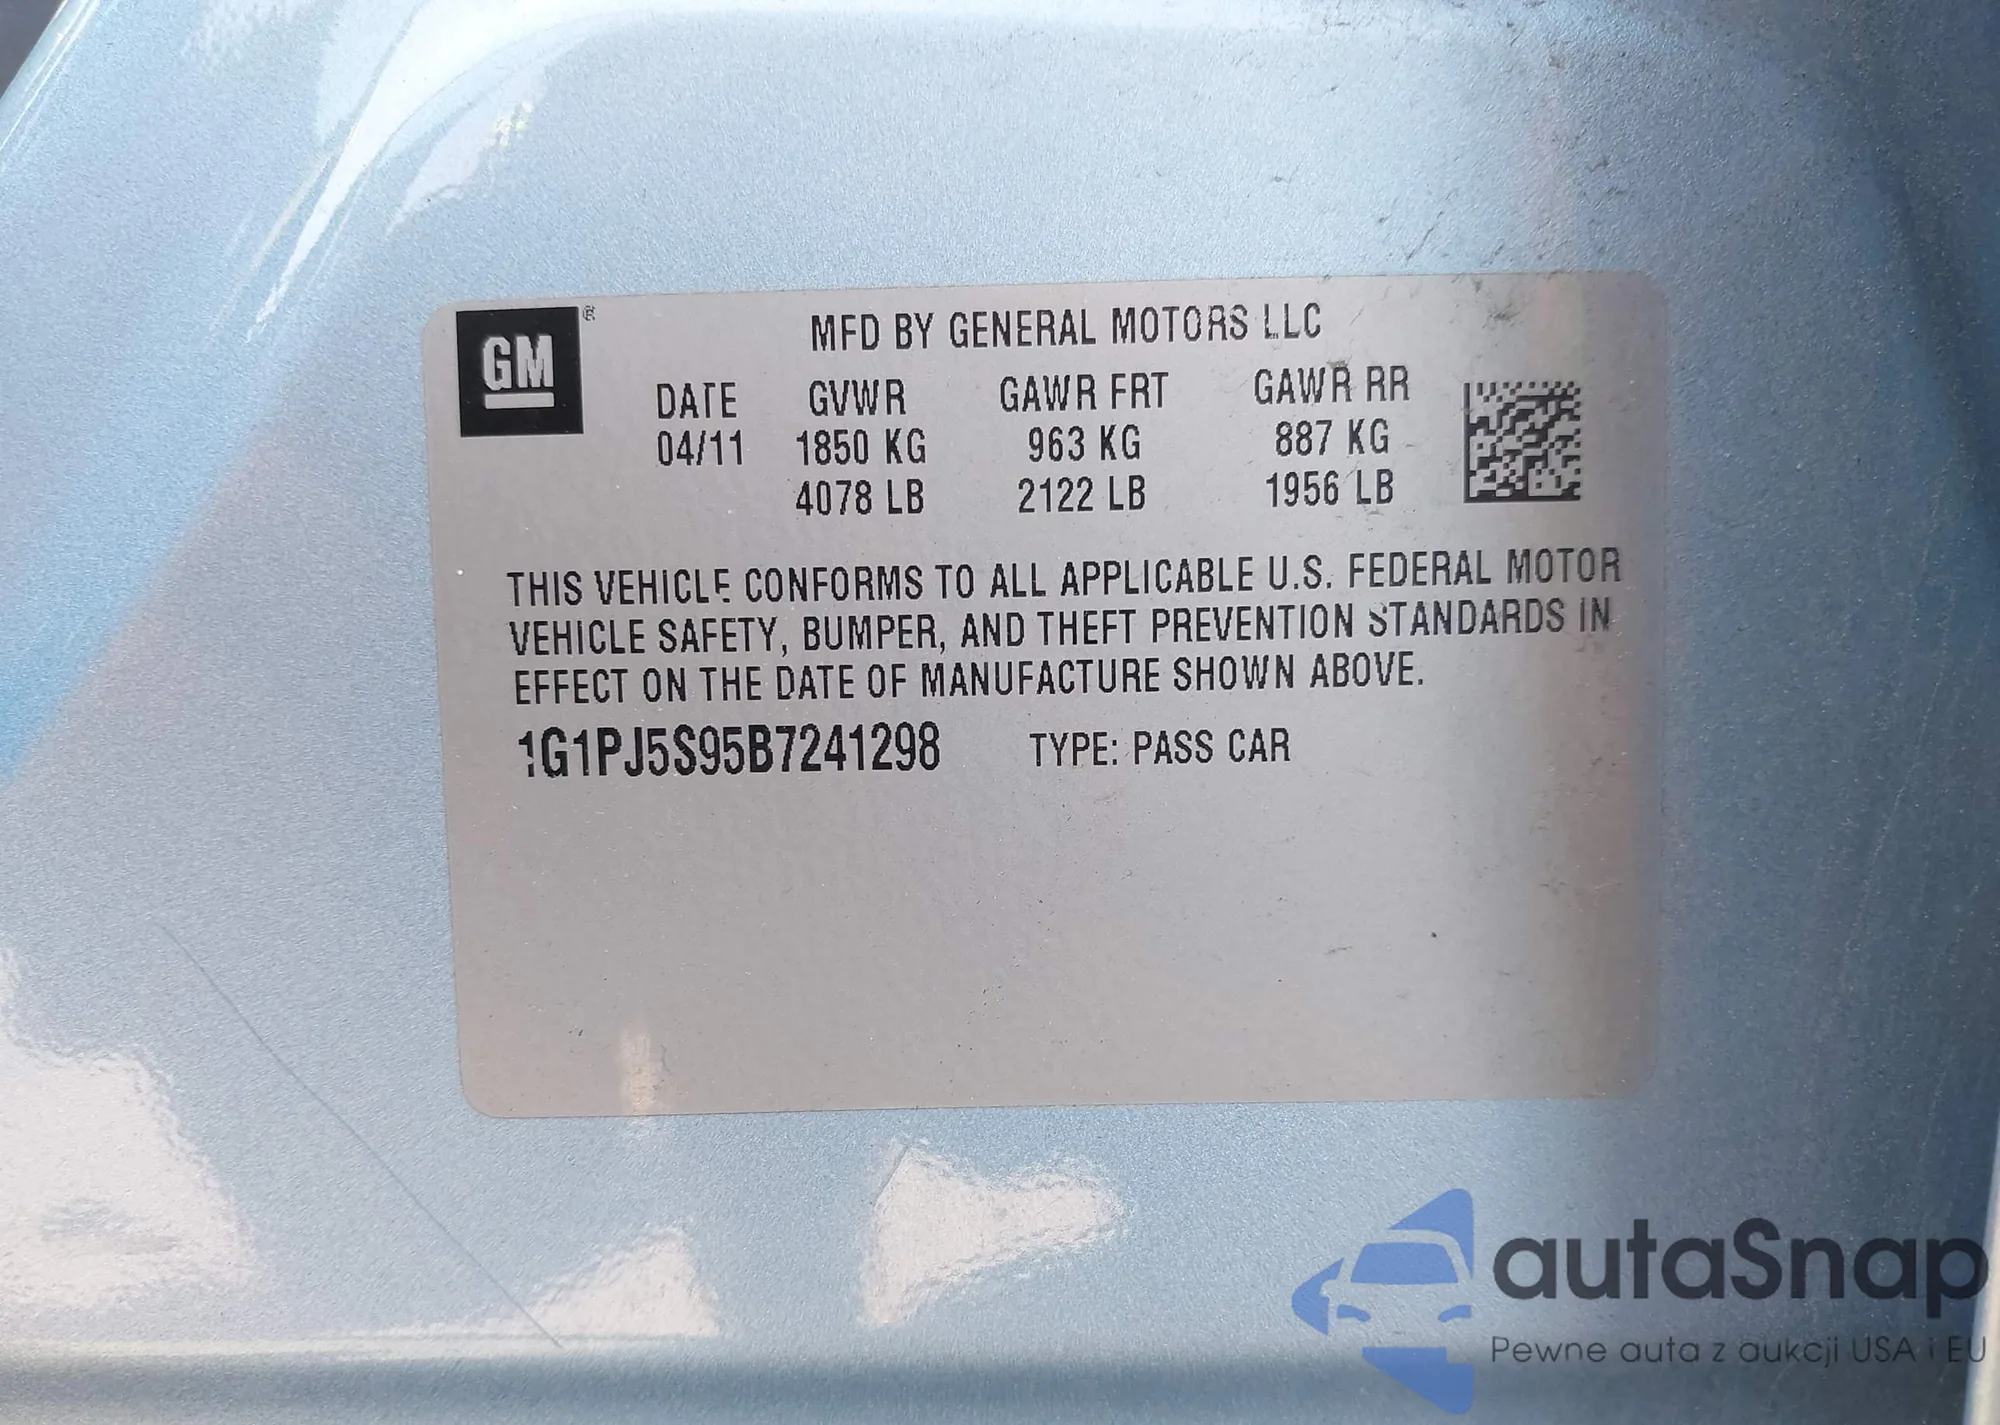 GM ®
MFD BY GENERAL MOTORS LLC
DATE GVWR GAWR FRT GAWR RR
04/11 1850 KG 963 KG 887 KG
4078 LB 2122 LB 1956 LB
THIS VEHICLE CONFORMS TO ALL APPLICABLE U.S. FEDERAL MOTOR
VEHICLE SAFETY, BUMPER, AND THEFT PREVENTION STANDARDS IN
EFFECT ON THE DATE OF MANUFACTURE SHOWN ABOVE.
1G1PJ5S95B7241298 TYPE: PASS CAR
autaSnap
Pewne auta z aukcji USA i EU